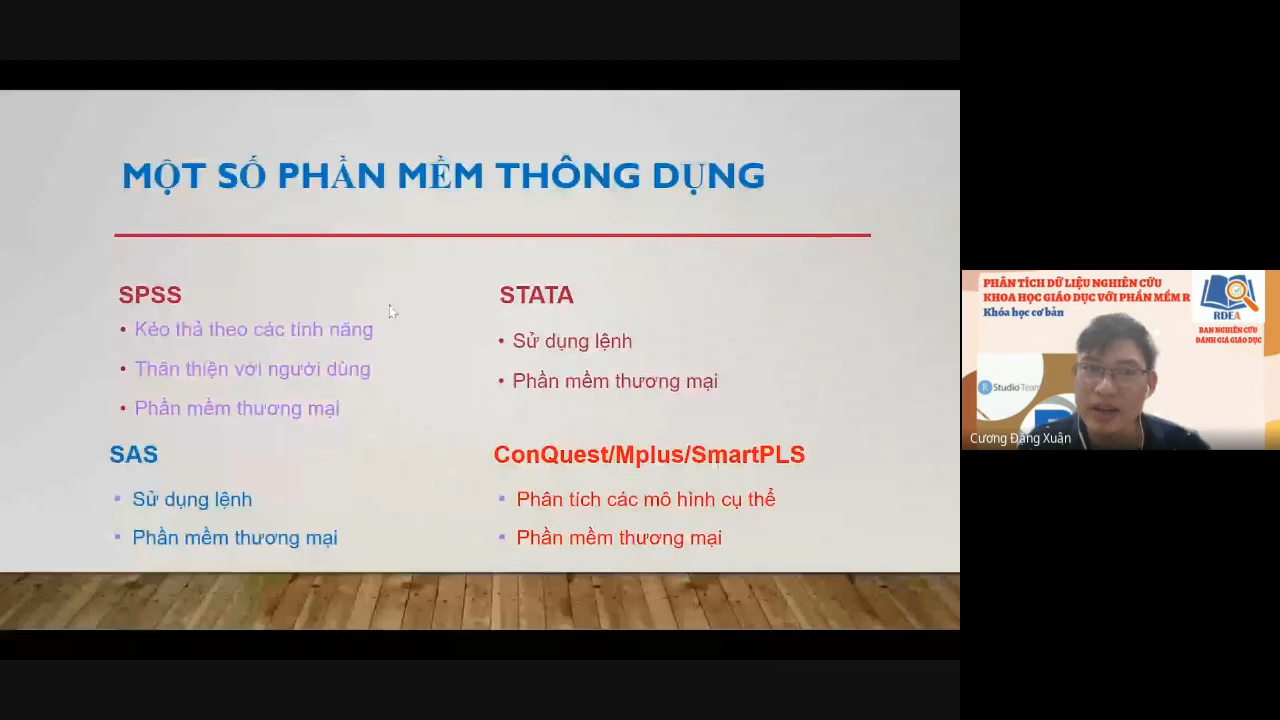 MỘT SỐ PHẦN MỀM THÔNG DỤNG
SPSS
• Kéo thả theo các tính năng
• Thân thiện với người dùng
• Phần mềm thương mại
STATA
• Sử dụng lệnh
• Phần mềm thương mại
SAS
Sử dụng lệnh
Phần mềm thương mại
ConQuest/Mplus/SmartPLS
Phân tích các mô hình cụ thể
Phần mềm thương mại
PHÂN TÍCH DỮ LIỆU NGHIÊN CỨU
KHOA HỌC GIÁO DỤC VỚI PHẦN MỀM R
Khóa học cơ bản
RDEA
BAN NGHIÊN CỨU
ĐÁNH GIÁ GIÁO DỤC
R Studio Team
Cương Đặng Xuân